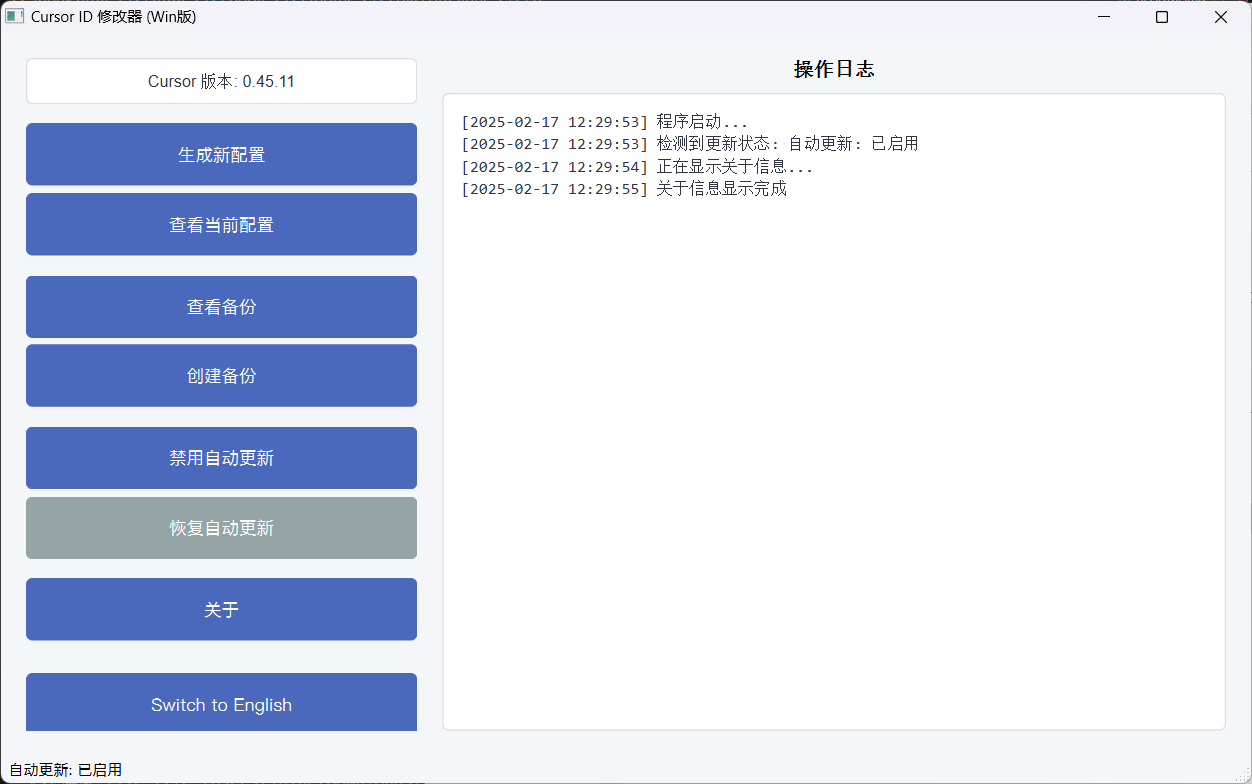 Cursor ID 修改器 (Win版)
Cursor 版本: 0.45.11
生成新配置
查看当前配置
查看备份
创建备份
禁用自动更新
恢复自动更新
关于
Switch to English
操作日志
[2025-02-17 12:29:53] 程序启动...
[2025-02-17 12:29:53] 检测到更新状态: 自动更新: 已启用
[2025-02-17 12:29:54] 正在显示关于信息...
[2025-02-17 12:29:55] 关于信息显示完成
自动更新: 已启用